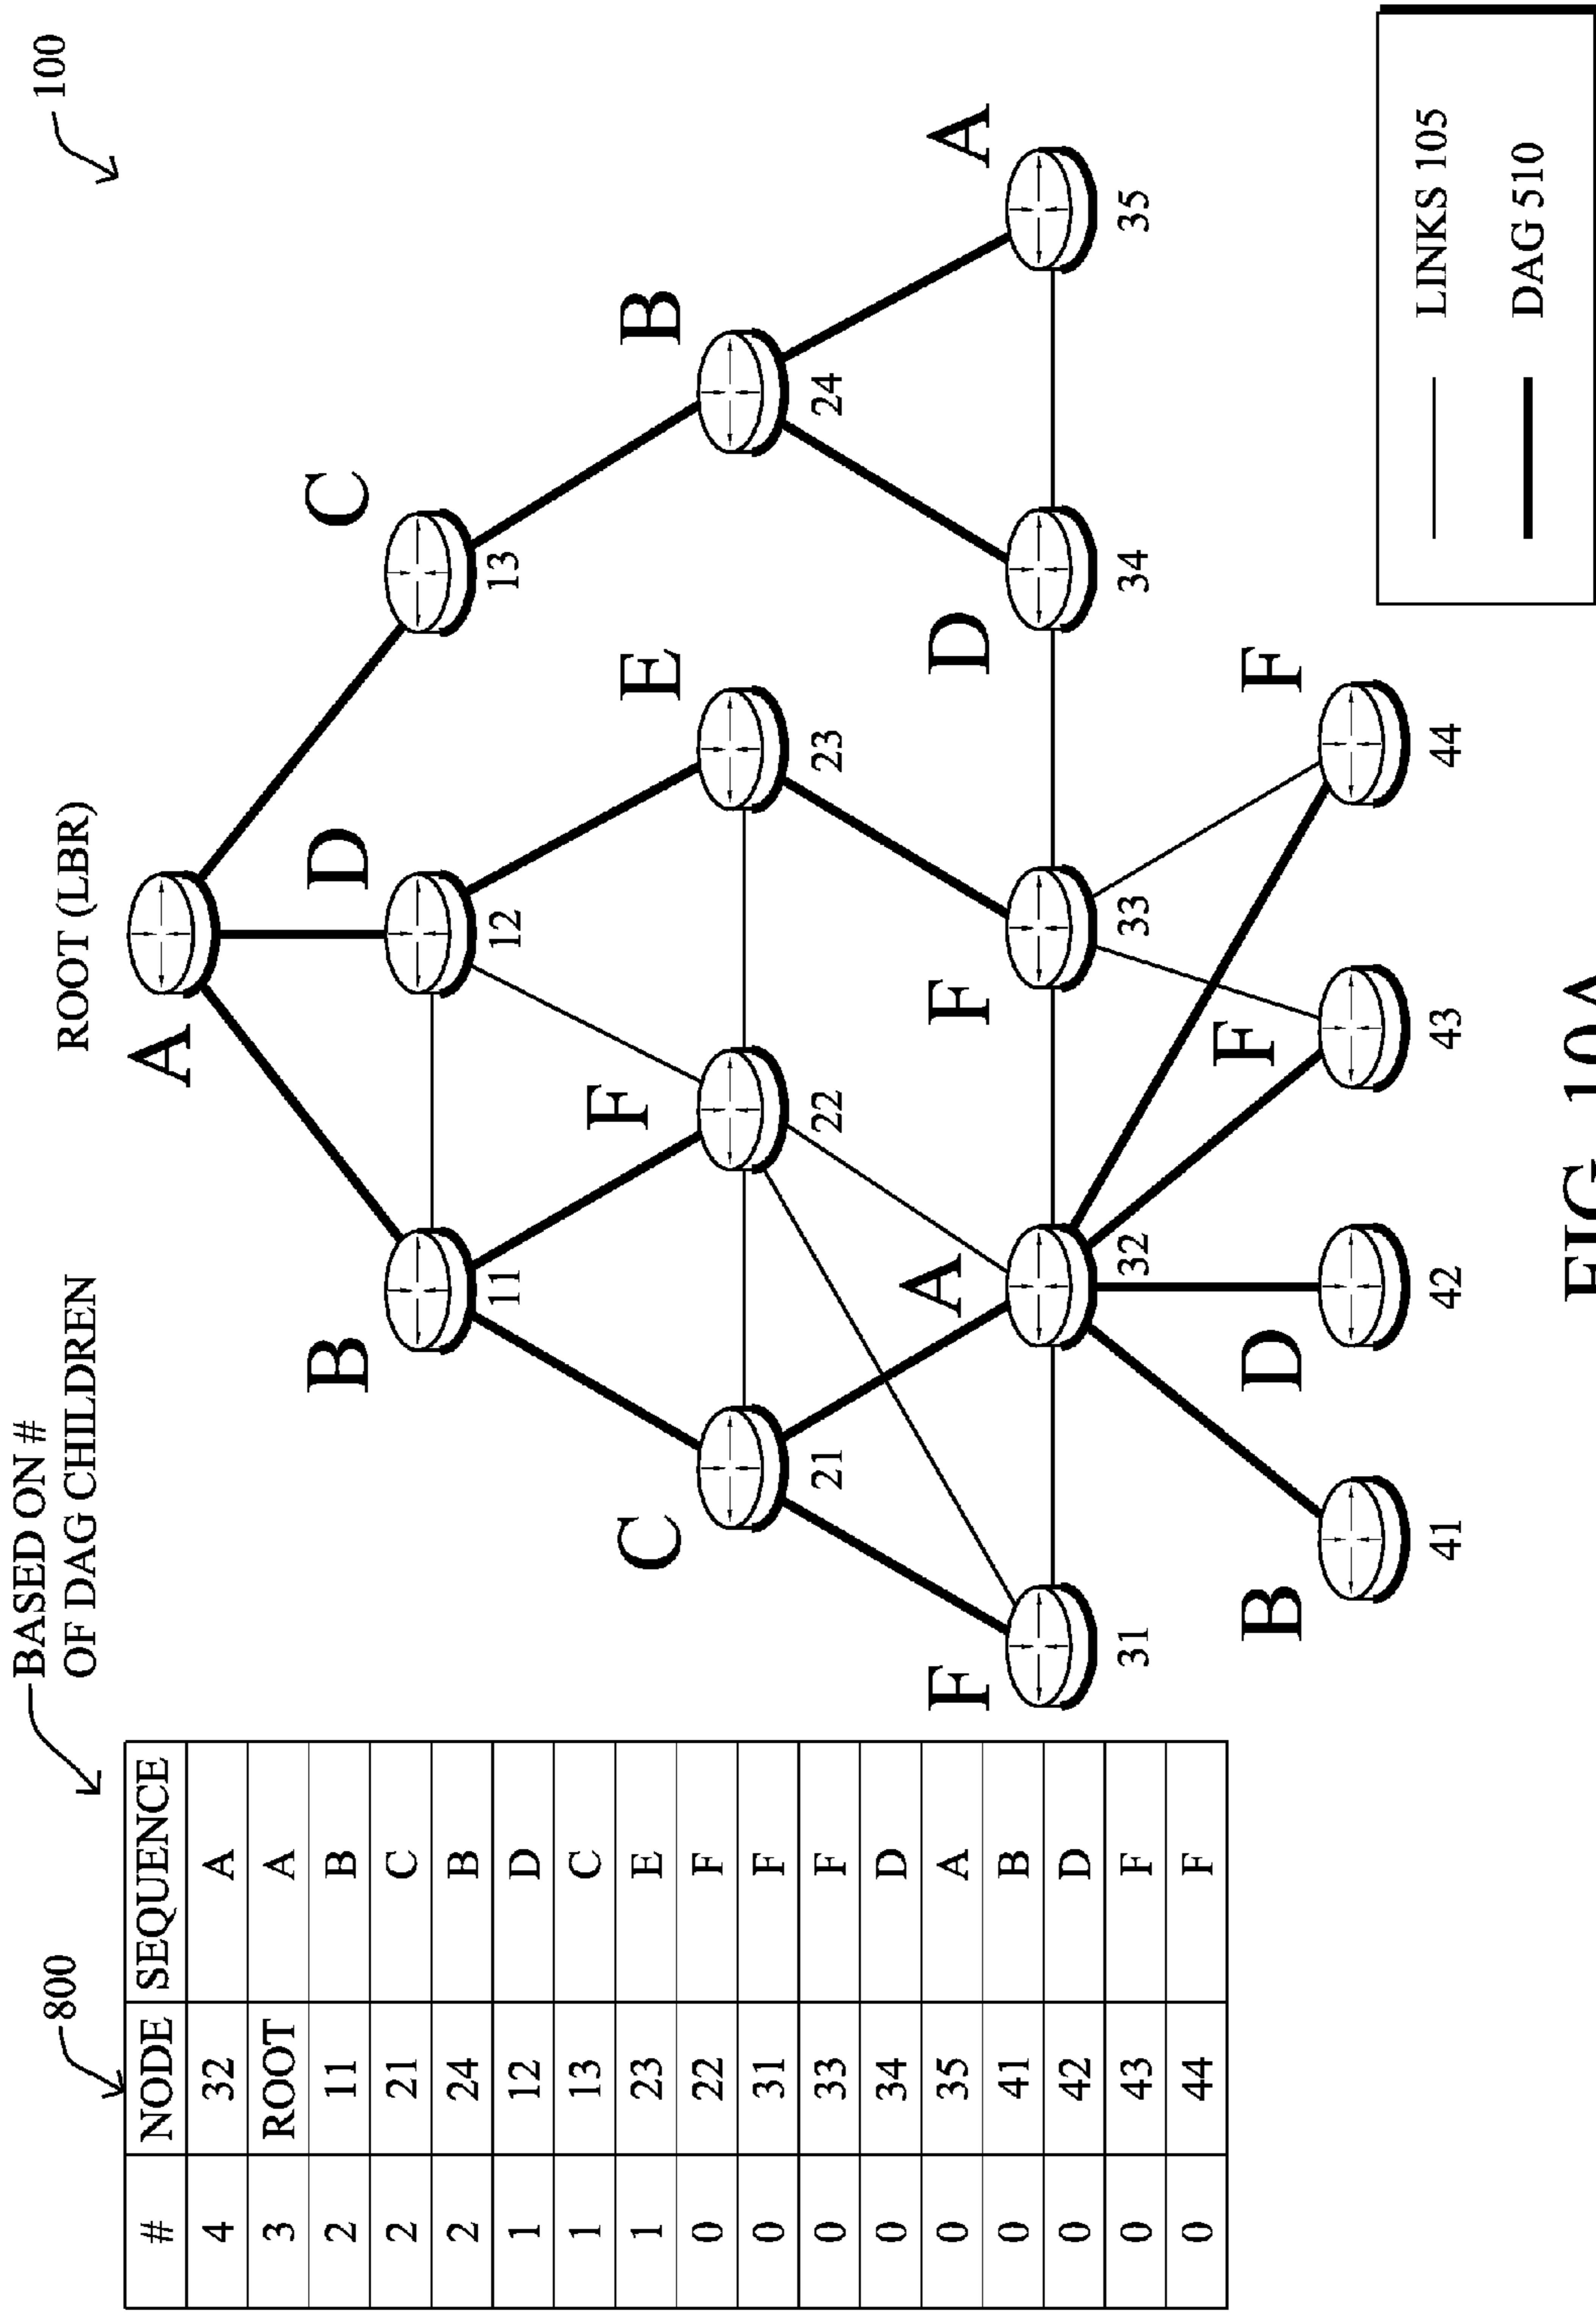 BASED ON #
OF DAG CHILDREN
800
# NODE SEQUENCE
4 32 A
3 ROOT A
2 11 B
2 21 C
2 24 B
1 12 D
1 13 C
1 23 E
0 22 F
0 31 F
0 33 F
0 34 D
0 35 A
0 41 B
0 42 D
0 43 F
0 44 F
100
ROOT (LBR)
A
B
11
D
12
C
13
C
21
F
22
E
23
B
24
F
31
A
32
F
33
D
34
A
35
B
41
D
42
F
43
F
44
LINKS 105
DAG 510
FIG. 10A